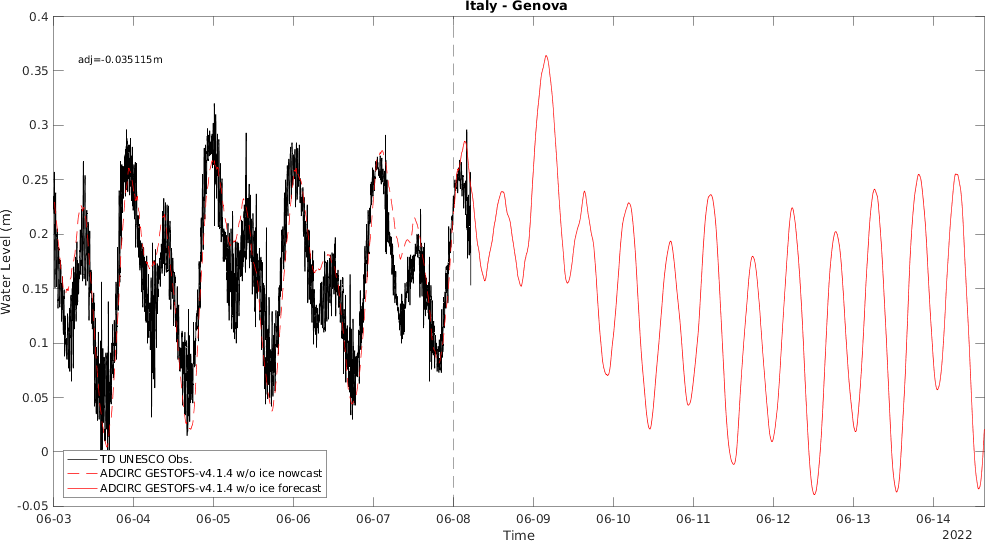 Italy - Genova
adj=-0.035115m
Water Level (m)
0.4
0.35
0.3
0.25
0.2
0.15
0.1
0.05
0
-0.05
TD UNESCO Obs.
ADCIRC GESTOFS-v4.1.4 w/o ice nowcast
ADCIRC GESTOFS-v4.1.4 w/o ice forecast
06-03 06-04 06-05 06-06 06-07 06-08 06-09 06-10 06-11 06-12 06-13 06-14
Time
2022